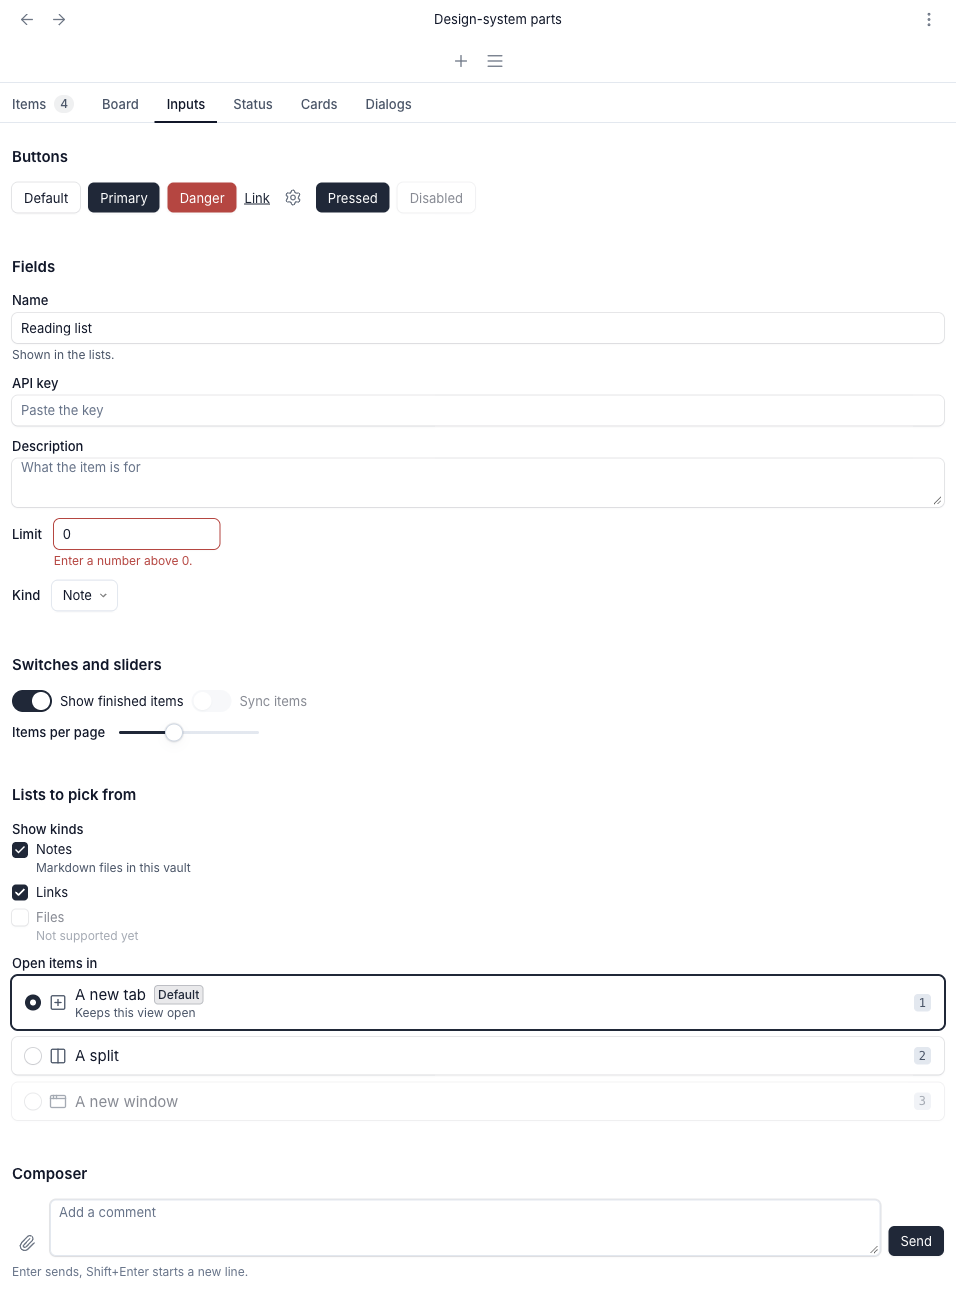 Design-system parts
Items 4 Board Inputs Status Cards Dialogs
Buttons
Default Primary Danger Link Pressed Disabled
Fields
Name
Reading list
Shown in the lists.
API key
Paste the key
Description
What the item is for
Limit 0
Enter a number above 0.
Kind Note
Switches and sliders
Show finished items Sync items
Items per page
Lists to pick from
Show kinds
Notes
Markdown files in this vault
Links
Files
Not supported yet
Open items in
A new tab Default
Keeps this view open
1
A split 2
A new window 3
Composer
Add a comment
Send
Enter sends, Shift+Enter starts a new line.